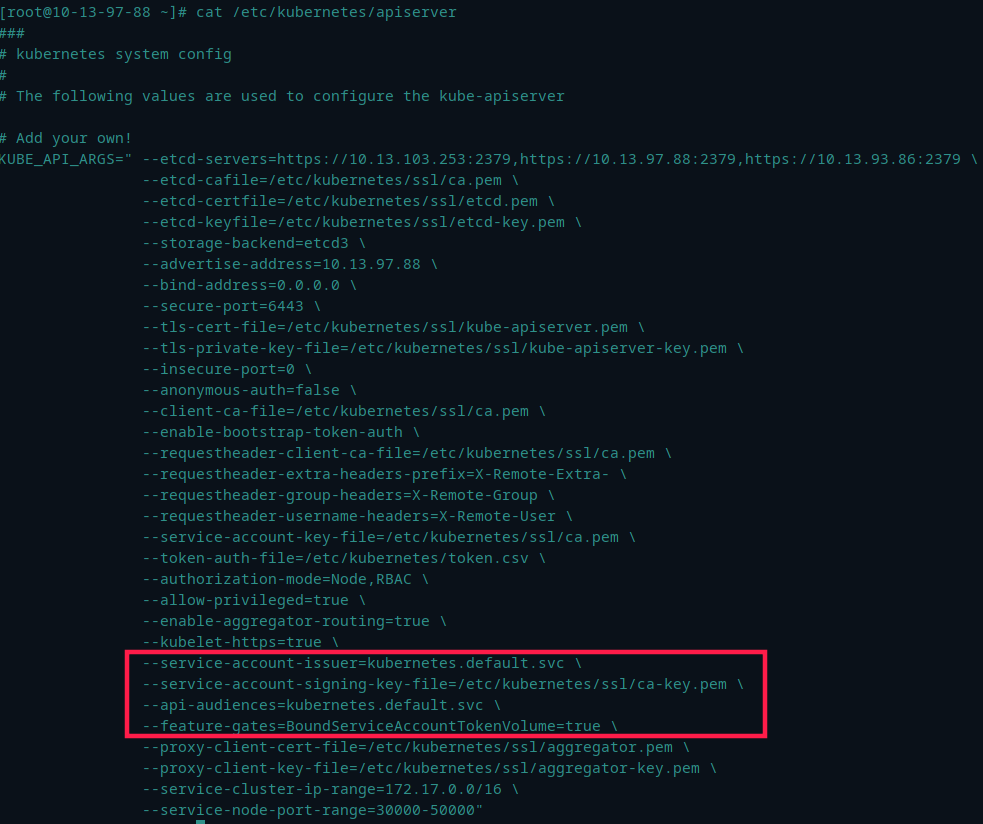 [root@10-13-97-88 ~]# cat /etc/kubernetes/apiserver
###
# kubernetes system config
#
# The following values are used to configure the kube-apiserver
# Add your own!
KUBE_API_ARGS=" --etcd-servers=https://10.13.103.253:2379,https://10.13.97.88:2379,https://10.13.93.86:2379 \
--etcd-cafile=/etc/kubernetes/ssl/ca.pem \
--etcd-certfile=/etc/kubernetes/ssl/etcd.pem \
--etcd-keyfile=/etc/kubernetes/ssl/etcd-key.pem \
--storage-backend=etcd3 \
--advertise-address=10.13.97.88 \
--bind-address=0.0.0.0 \
--secure-port=6443 \
--tls-cert-file=/etc/kubernetes/ssl/kube-apiserver.pem \
--tls-private-key-file=/etc/kubernetes/ssl/kube-apiserver-key.pem \
--insecure-port=0 \
--anonymous-auth=false \
--client-ca-file=/etc/kubernetes/ssl/ca.pem \
--enable-bootstrap-token-auth \
--requestheader-client-ca-file=/etc/kubernetes/ssl/ca.pem \
--requestheader-extra-headers-prefix=X-Remote-Extra- \
--requestheader-group-headers=X-Remote-Group \
--requestheader-username-headers=X-Remote-User \
--service-account-key-file=/etc/kubernetes/ssl/ca.pem \
--token-auth-file=/etc/kubernetes/token.csv \
--authorization-mode=Node,RBAC \
--allow-privileged=true \
--enable-aggregator-routing=true \
--kubelet-https=true \
--service-account-issuer=kubernetes.default.svc \
--service-account-signing-key-file=/etc/kubernetes/ssl/ca-key.pem \
--api-audiences=kubernetes.default.svc \
--feature-gates=BoundServiceAccountTokenVolume=true \
--proxy-client-cert-file=/etc/kubernetes/ssl/aggregator.pem \
--proxy-client-key-file=/etc/kubernetes/ssl/aggregator-key.pem \
--service-cluster-ip-range=172.17.0.0/16 \
--service-node-port-range=30000-50000"